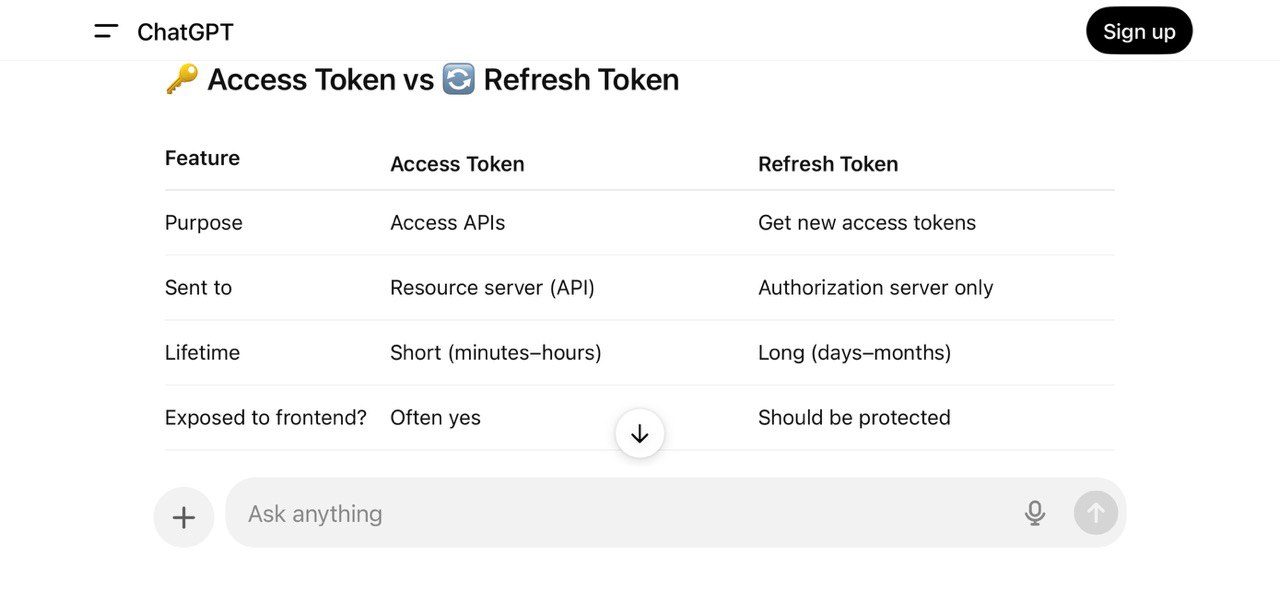 ChatGPT
Sign up
🔑 Access Token vs 🔄 Refresh Token
Feature Access Token Refresh Token
Purpose Access APIs Get new access tokens
Sent to Resource server (API) Authorization server only
Lifetime Short (minutes–hours) Long (days–months)
Exposed to frontend? Often yes Should be protected
Ask anything